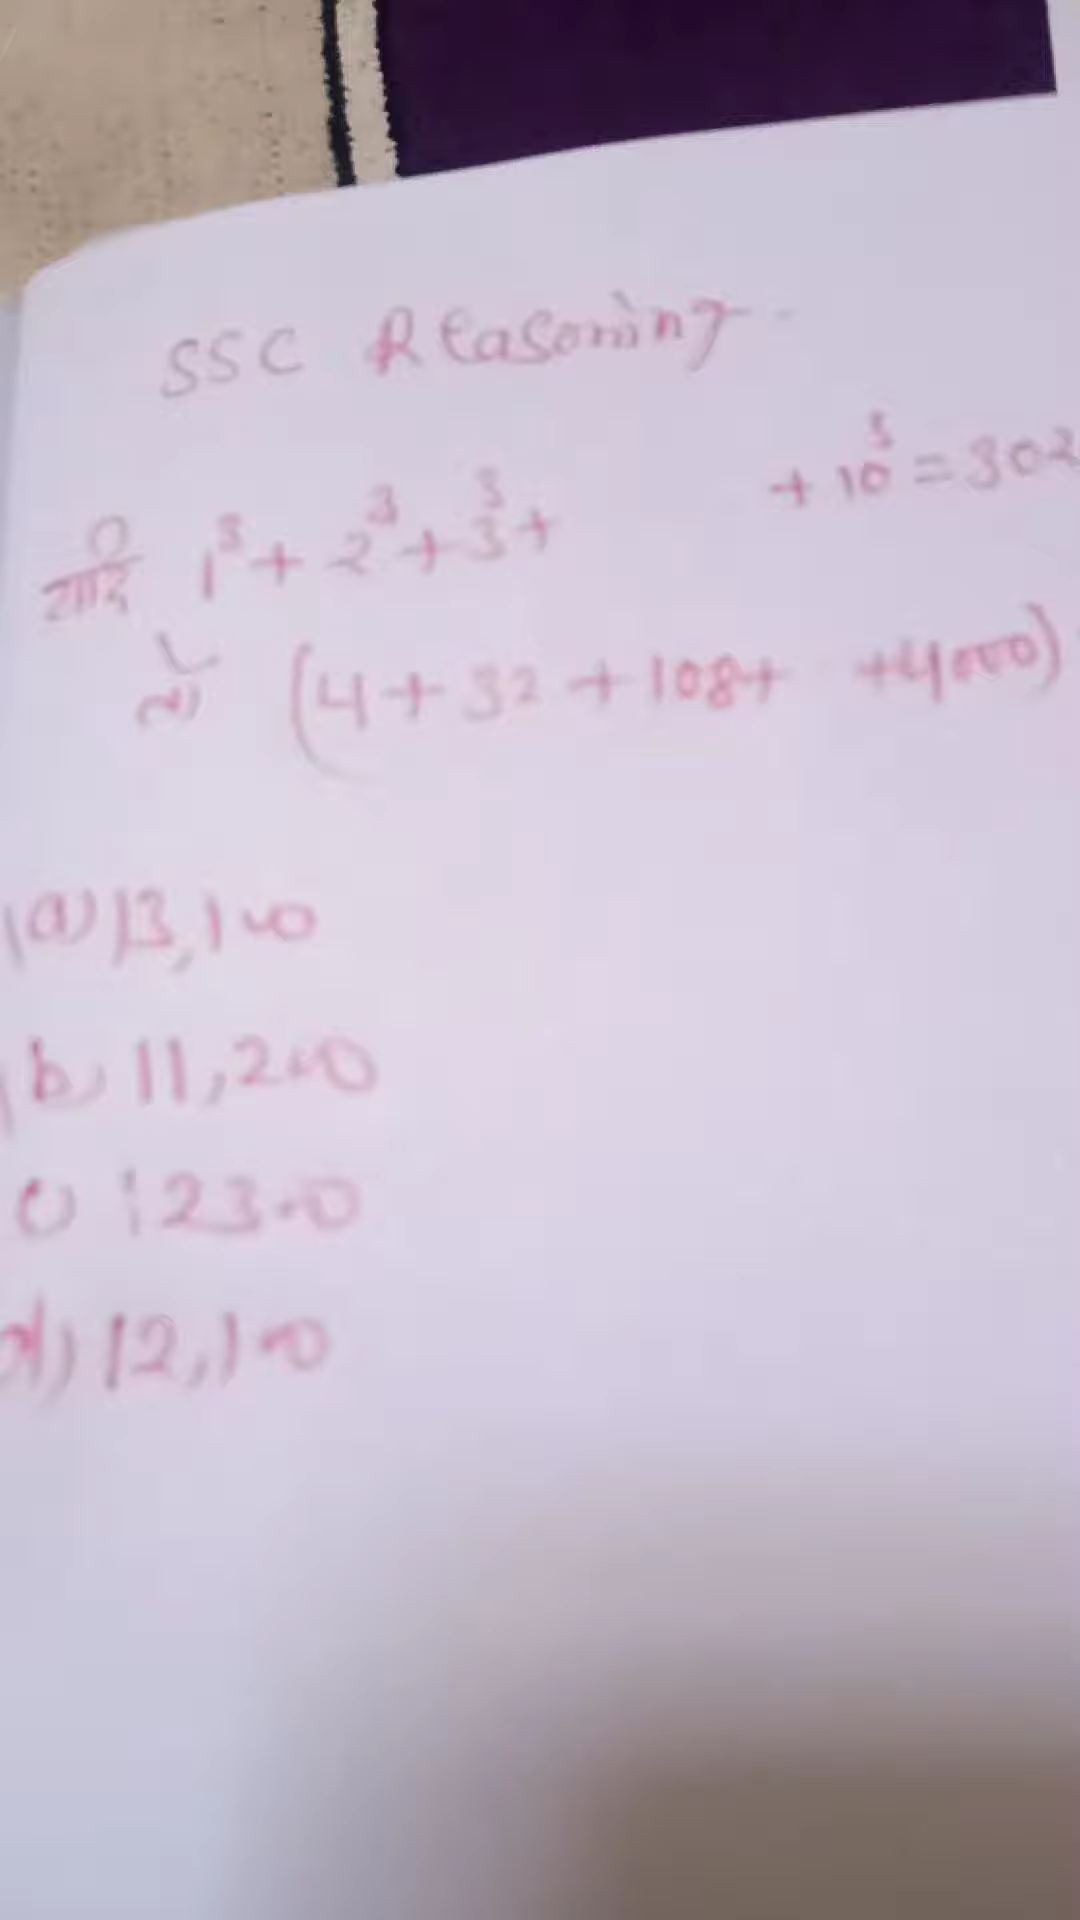 SSC Reasoning
यदि 1³ + 2³ + 3³ + + 10³ = 302
तो (4 + 32 + 108 + + 4000)
(a) 13,100
(b) 11,200
c) 12300
d) 12,100